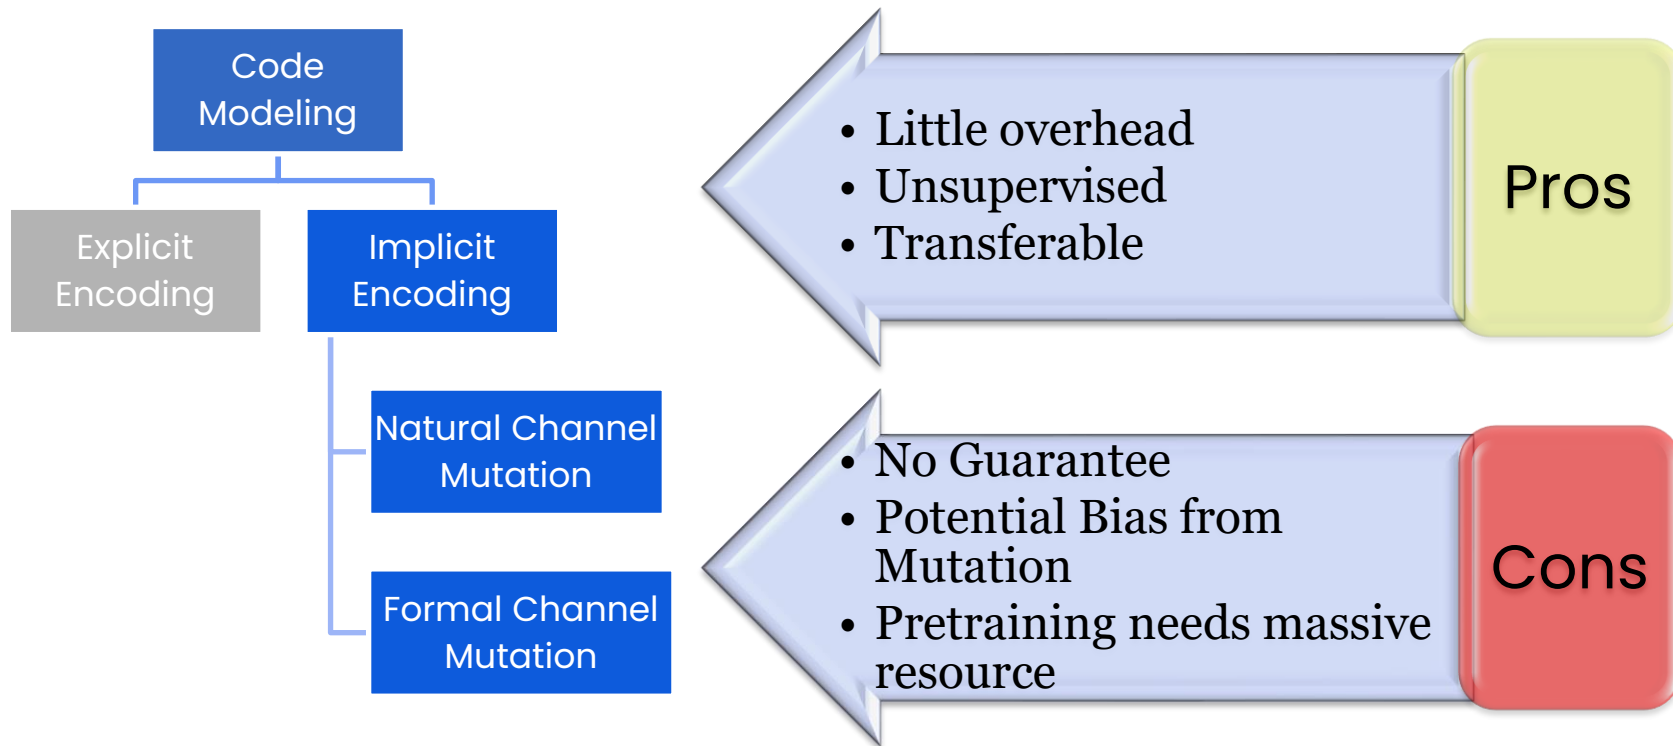 Code
Modeling
Explicit
Encoding
Implicit
Encoding
Natural Channel
Mutation
Formal Channel
Mutation
• Little overhead
• Unsupervised
• Transferable
Pros
• No Guarantee
• Potential Bias from
Mutation
• Pretraining needs massive
resource
Cons